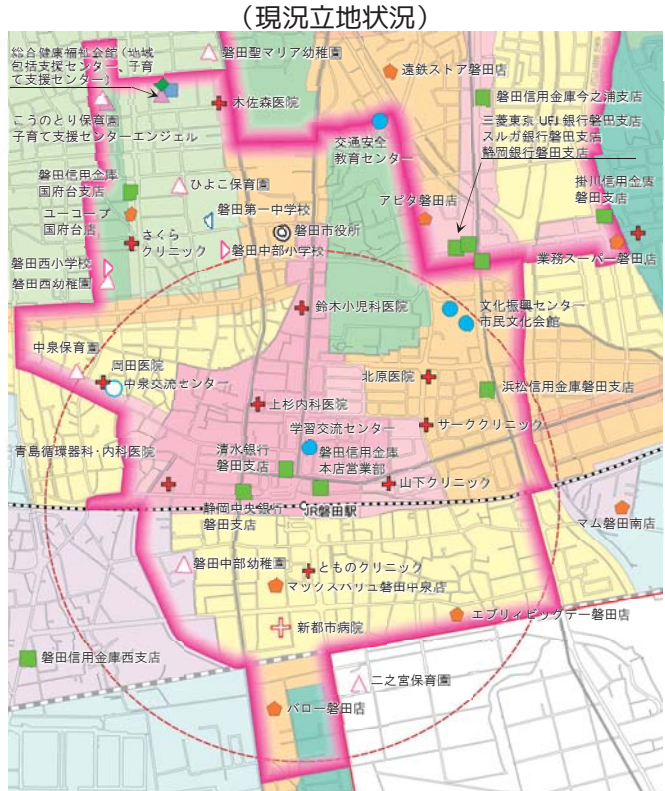 （現況立地状況）
総合健康福祉会館（地域
包括支援センター、子育
て支援センター）
磐田聖マリア幼稚園
遠鉄ストア磐田店
木佐森医院
磐田信用金庫今之浦支店
こうのとり保育園
子育て支援センターエンジェル
交通安全
教育センター
三菱東京 UFJ 銀行磐田支店
スルガ銀行磐田支店
静岡銀行磐田支店
磐田信用金庫
国府台支店
ひよこ保育園
掛川信用金庫
磐田支店
アピタ磐田店
ユーコープ
国府台店
磐田第一中学校
磐田市役所
さくら
クリニック
磐田中部小学校
業務スーパー磐田店
磐田西小学校
磐田西幼稚園
鈴木小児科医院
文化振興センター
市民文化会館
中泉保育園
岡田医院
中泉交流センター
北原医院
浜松信用金庫磐田支店
上杉内科医院
学習交流センター
サーククリニック
青島循環器科・内科医院
清水銀行
磐田支店
磐田信用金庫
本店営業部
山下クリニック
静岡中央銀行
磐田支店
JR磐田駅
マム磐田南店
磐田中部幼稚園
とものクリニック
マックスバリュ磐田中泉店
エブリィビッグデー磐田店
新都市病院
磐田信用金庫西支店
二之宮保育園
バロー磐田店